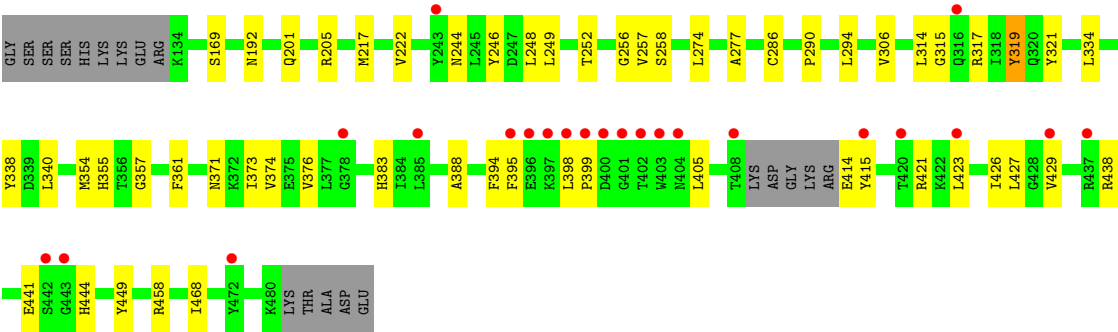 GLY SER SER SER HIS LYS LYS GLU ARG K134 S169 N192 Q201 R205 M217 V222 Y243 N244 L245 Y246 D247 L248 L249 T252 G256 V257 S258 L274 A277 C286 P290 L294 V306 L314 G315 Q316 R317 I318 Y319 Q320 Y321 L334
Y338 D339 L340 M354 H355 T356 G357 F361 N371 K372 I373 V374 E375 V376 L377 G378 H383 I384 L385 A388 F394 F395 E396 K397 L398 P399 D400 G401 T402 W403 N404 L405 T408 LYS ASP GLY LYS ARG E414 Y415 T420 R421 K422 L423 I426 L427 G428 V429 R437 R438
E441 S442 G443 H444 Y449 R458 I468 Y472 K480 LYS THR ALA ASP GLU